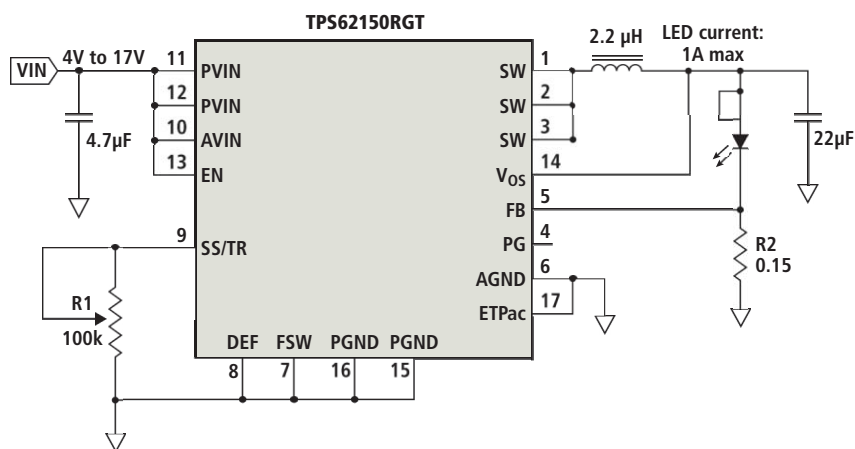 TPS62150RGT
VIN
4V to 17V
4.7µF
11 PVIN
12 PVIN
10 AVIN
13 EN
9 SS/TR
R1
100k
SW 1
SW 2
SW 3
VOS 14
FB 5
PG 4
AGND 6
ETPac 17
DEF FSW PGND PGND
8 7 16 15
2.2 µH
LED current:
1A max
22µF
R2
0.15